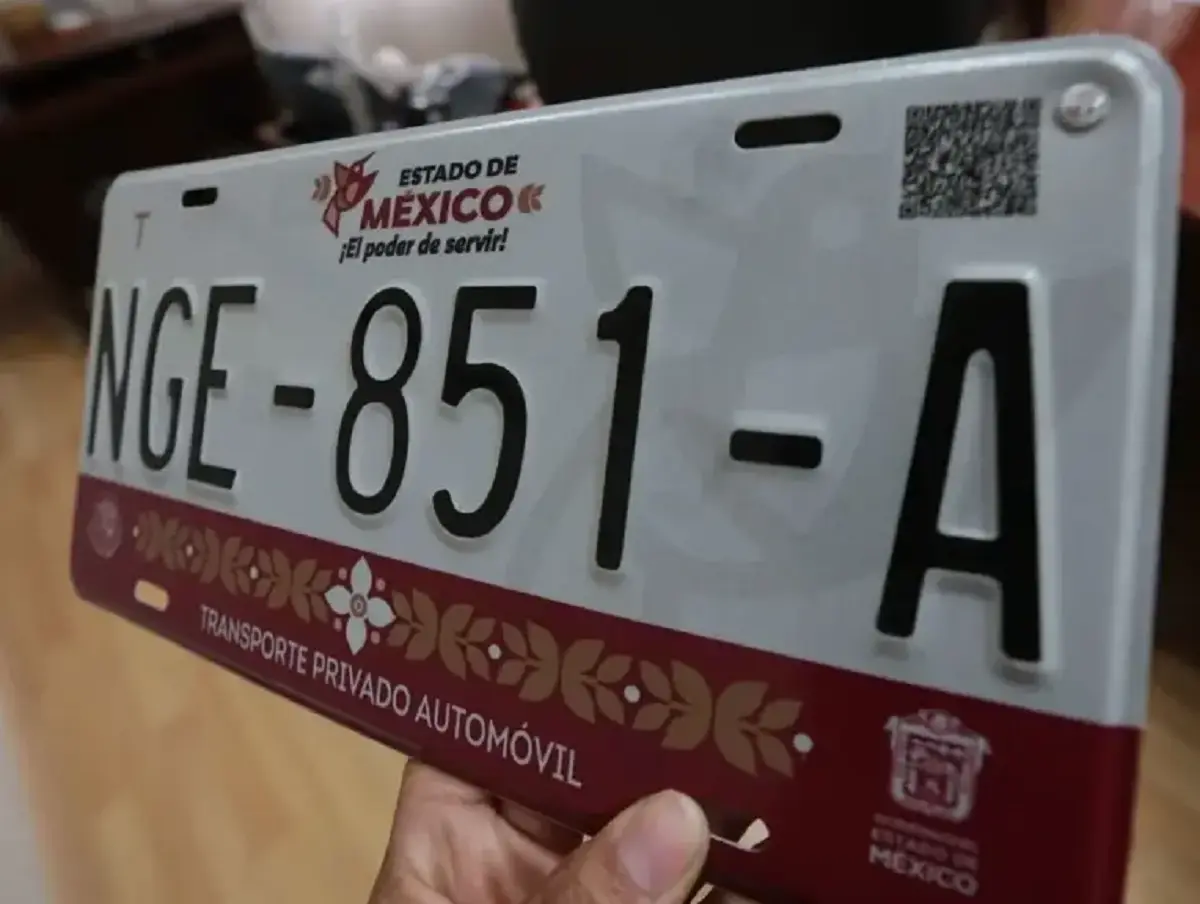 T
ESTADO DE
MÉXICO
¡El poder de servir!
NGE-851-A
TRANSPORTE PRIVADO AUTOMÓVIL
ESTADO DE
MÉXICO